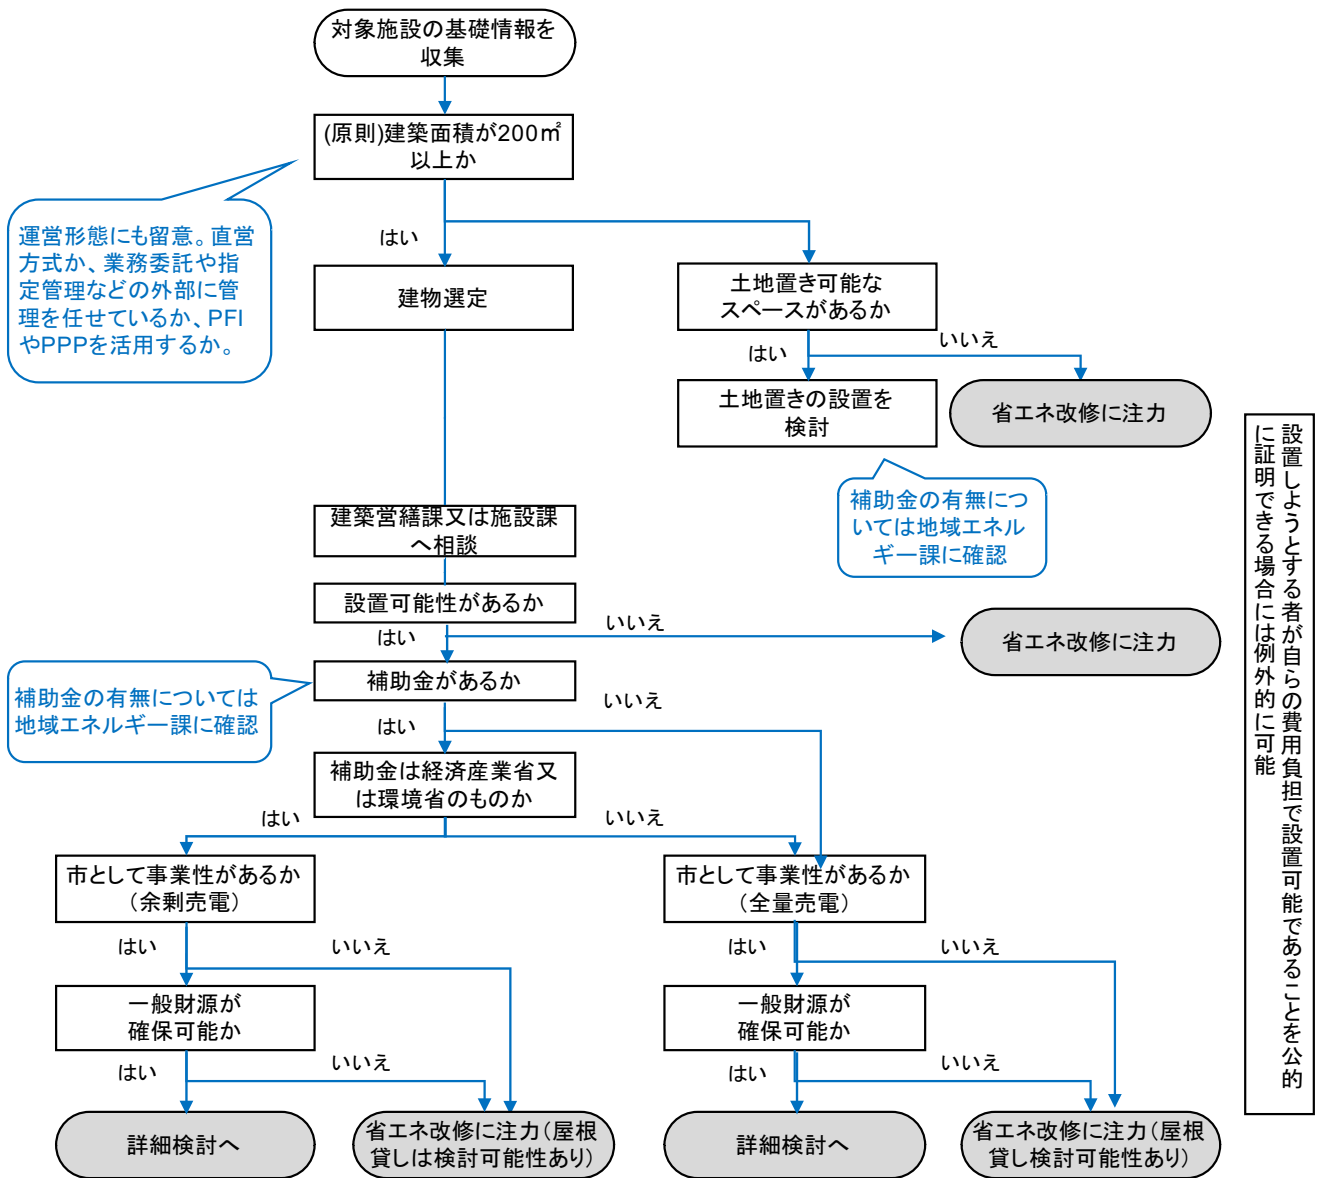 対象施設の基礎情報を
収集
(原則)建築面積が200㎡
以上か
運営形態にも留意。直営
方式か、業務委託や指
定管理などの外部に管
理を任せているか、PFI
やPPPを活用するか。
はい
建物選定
土地置き可能な
スペースがあるか
はい
いいえ
土地置きの設置を
検討
省エネ改修に注力
補助金の有無につ
いては地域エネル
ギー課に確認
設置しようとする者が自らの費用負担で設置可能であることを公的
に証明できる場合には例外的に可能
建築営繕課又は施設課
へ相談
設置可能性があるか
はい
いいえ
省エネ改修に注力
補助金があるか
補助金の有無については
地域エネルギー課に確認
はい
いいえ
補助金は経済産業省又
は環境省のものか
はい
いいえ
市として事業性があるか
（余剰売電）
市として事業性があるか
（全量売電）
はい
いいえ
はい
いいえ
一般財源が
確保可能か
一般財源が
確保可能か
はい
いいえ
はい
いいえ
詳細検討へ
省エネ改修に注力（屋根
貸しは検討可能性あり）
詳細検討へ
省エネ改修に注力（屋根
貸し検討可能性あり）